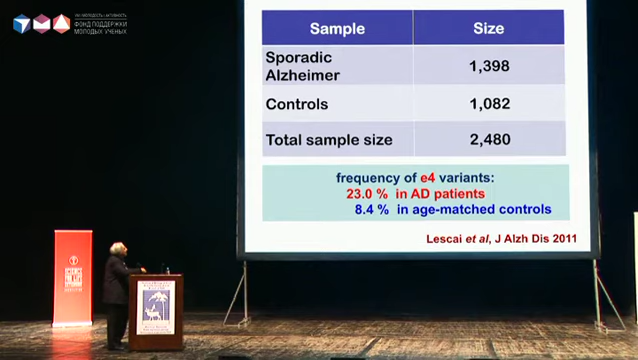 ФОНД ПОДДЕРЖКИ
МОЛОДЫХ УЧЕНЫХ
Sample Size
Sporadic
Alzheimer 1,398
Controls 1,082
Total sample size 2,480
frequency of e4 variants:
23.0 % in AD patients
8.4 % in age-matched controls
Lescai et al, J Alzh Dis 2011
SCIENCE